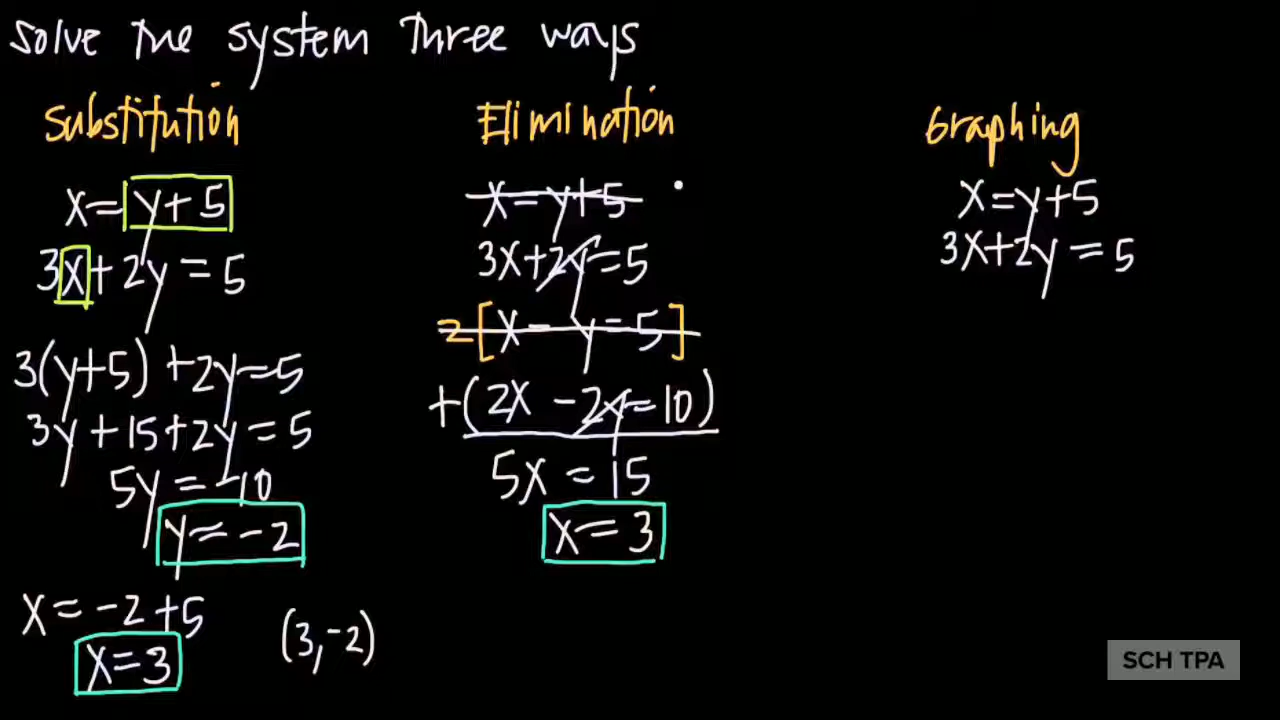 Solve the system three ways
Substitution
x = y + 5
3x + 2y = 5
3(y+5) + 2y = 5
3y + 15 + 2y = 5
5y = -10
y = -2
x = -2 + 5
x = 3
(3, -2)
Elimination
x = y + 5
3x + 2y = 5
2[x - y = 5]
+(2x - 2y = 10)
5x = 15
x = 3
Graphing
x = y + 5
3x + 2y = 5
SCH TPA